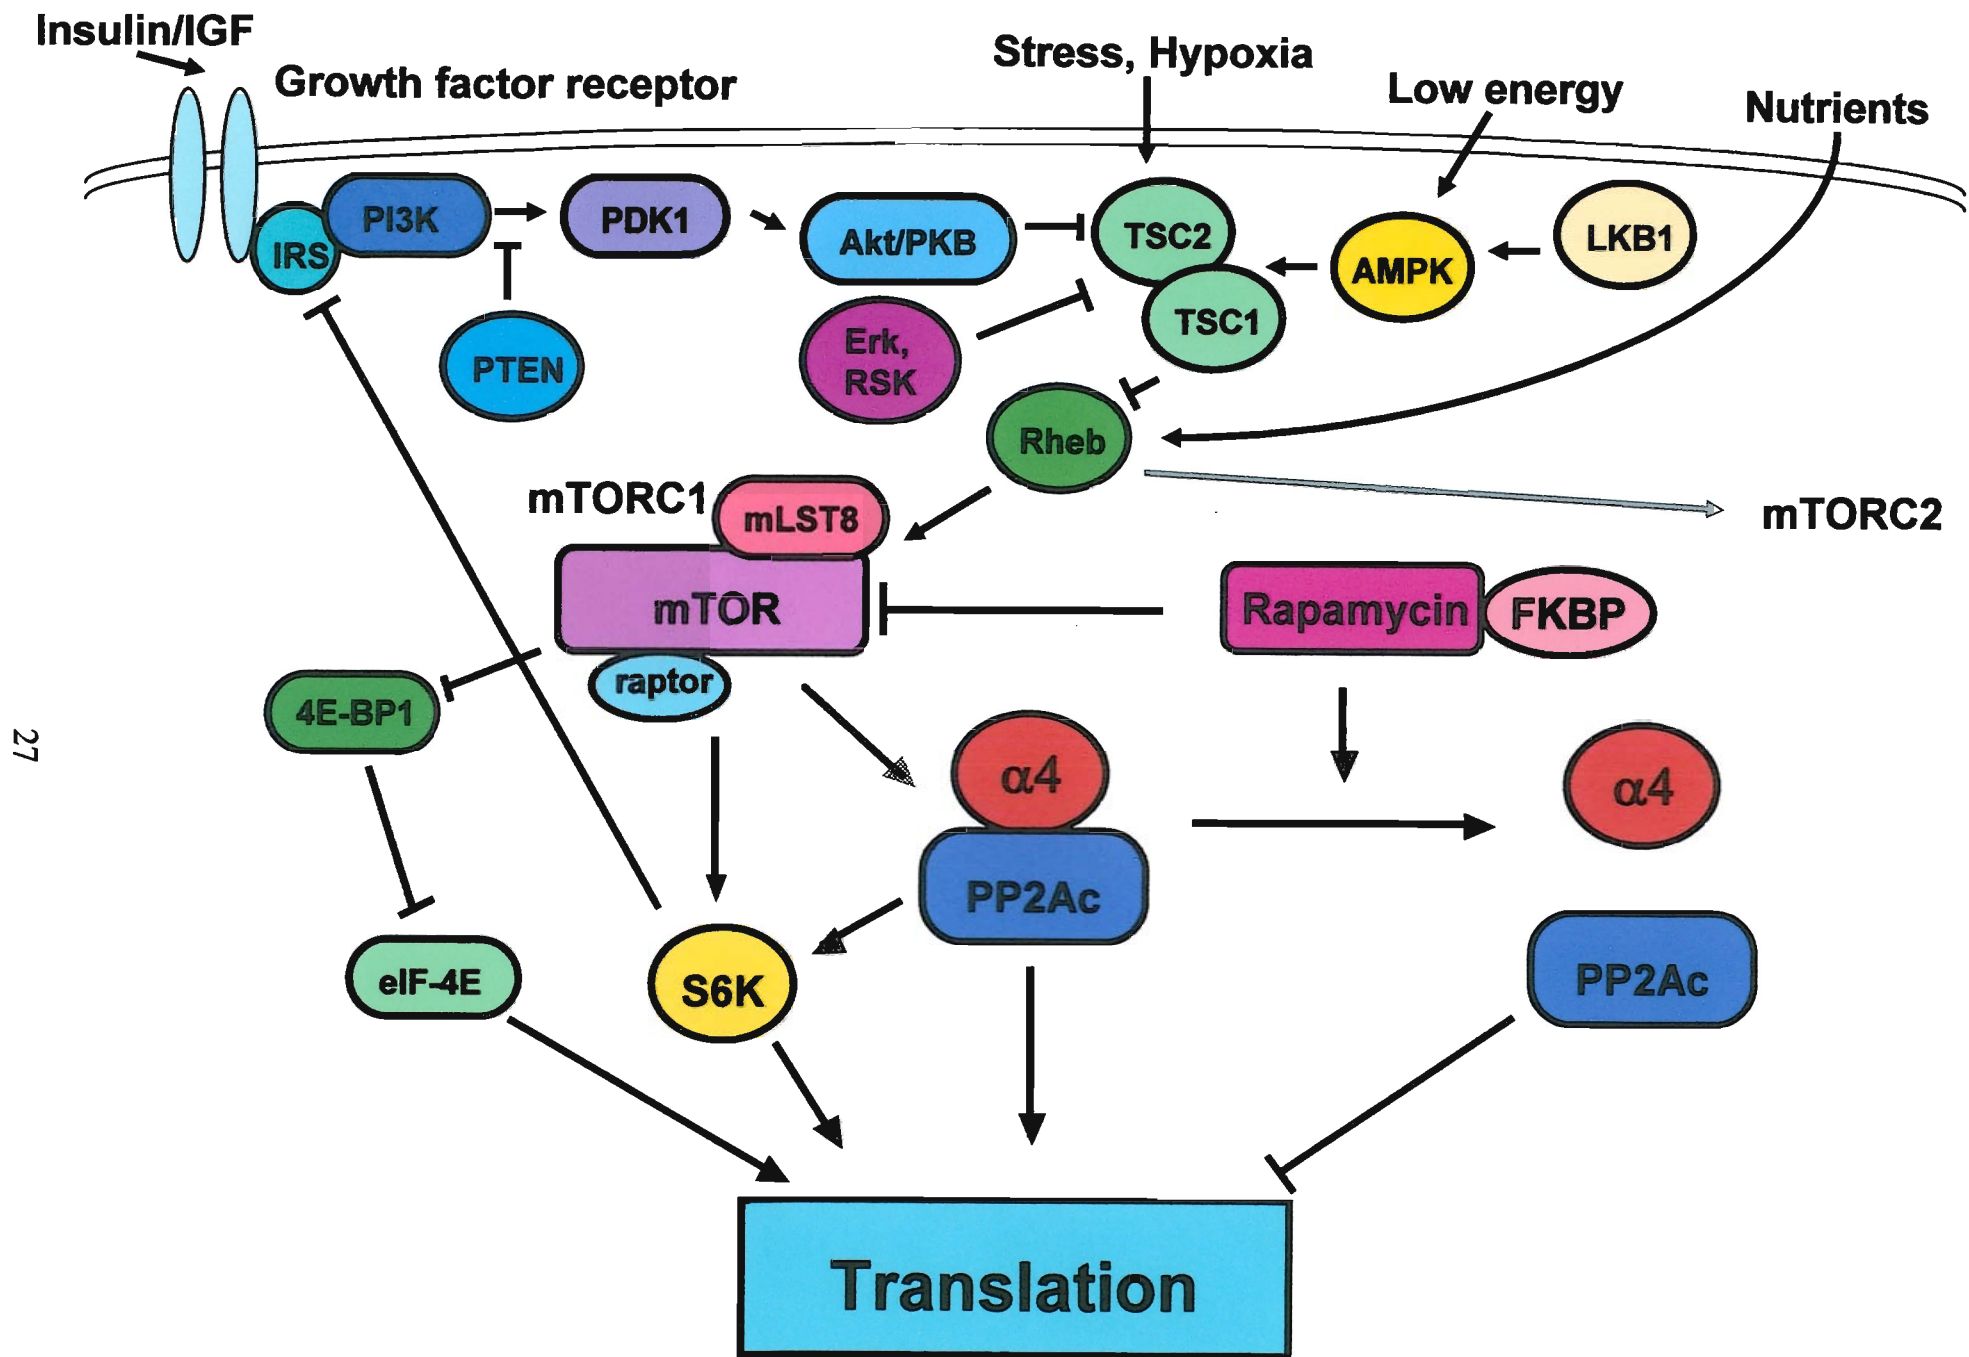 Insulin/IGF
Growth factor receptor
Stress, Hypoxia
Low energy
Nutrients
IRS
PI3K
PDK1
Akt/PKB
TSC2
TSC1
AMPK
LKB1
PTEN
Erk,
RSK
Rheb
mTORC1
mLST8
mTORC2
mTOR
raptor
Rapamycin
FKBP
4E-BP1
α4
PP2Ac
α4
PP2Ac
eIF-4E
S6K
Translation
27